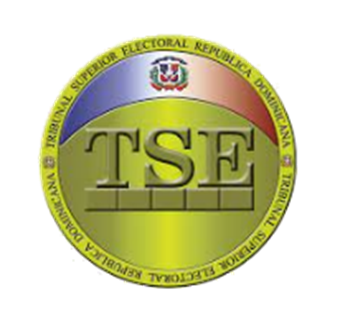 TRIBUNAL SUPERIOR ELECTORAL REPUBLICA DOMINICANA
TSE
TRIBUNAL SUPERIOR ELECTORAL REPUBLICA DOMINICANA